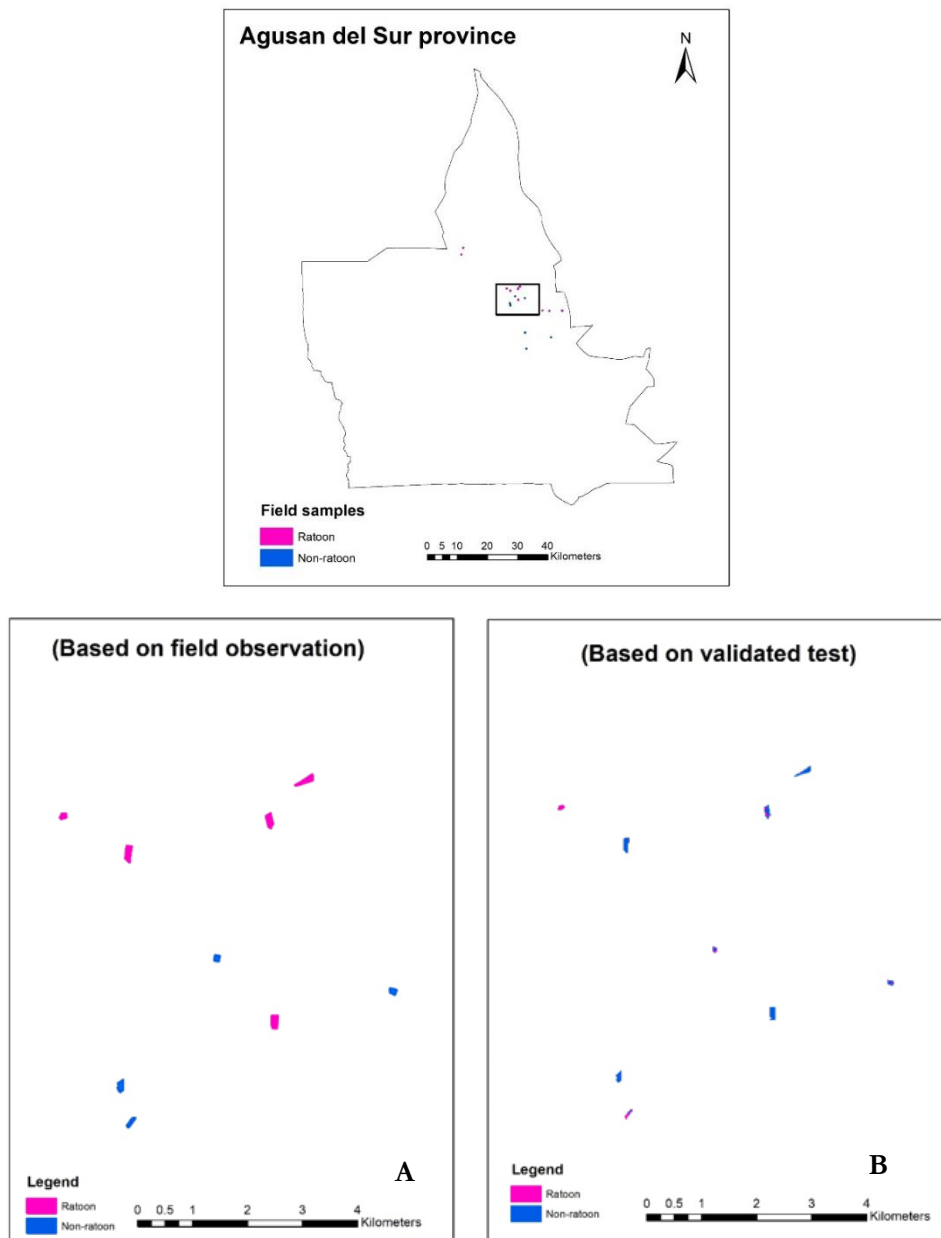 Agusan del Sur province
N
Field samples
Ratoon
Non-ratoon
0 5 10 20 30 40
Kilometers
(Based on field observation)
Legend
Ratoon
Non-ratoon
0 0.5 1 2 3 4
Kilometers
A
(Based on validated test)
Legend
Ratoon
Non-ratoon
0 0.5 1 2 3 4
Kilometers
B